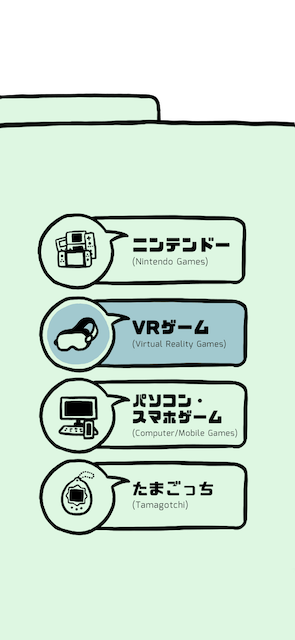 ニンテンドー
(Nintendo Games)
VRゲーム
(Virtual Reality Games)
パソコン・
スマホゲーム
(Computer/Mobile Games)
たまごっち
(Tamagotchi)